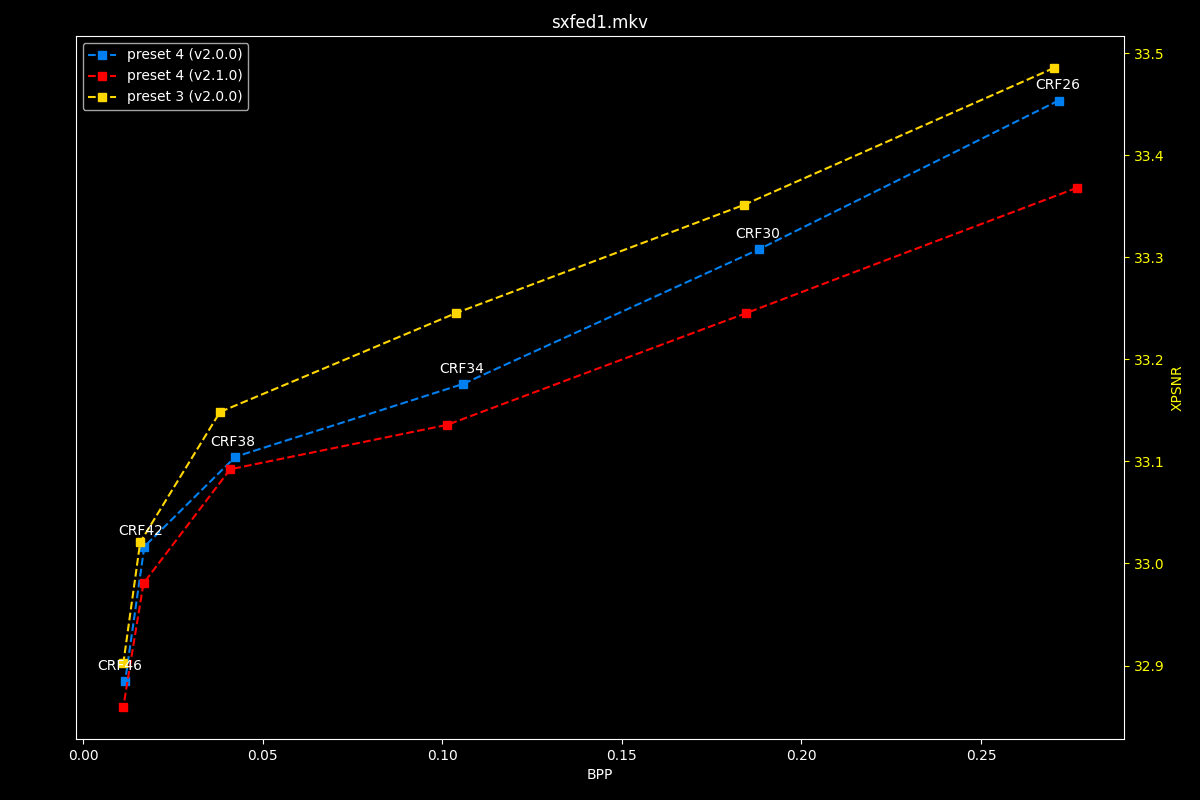 sxfed1.mkv
preset 4 (v2.0.0)
preset 4 (v2.1.0)
preset 3 (v2.0.0)
33.5
CRF26
33.4
CRF30
33.3
CRF34
33.2
XPSNR
CRF38
33.1
CRF42
33.0
CRF46
32.9
0.00 0.05 0.10 0.15 0.20 0.25
BPP